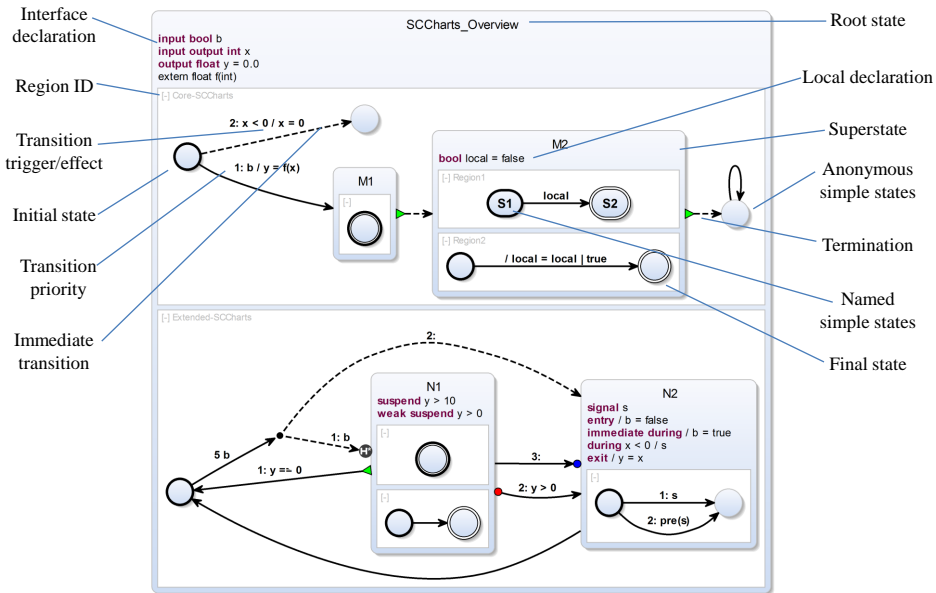 Interface
declaration
Region ID
Transition
trigger/effect
Initial state
Transition
priority
Immediate
transition
SCCharts_Overview
input bool b
input output int x
output float y = 0.0
extern float f(int)
[-] Core-SCCharts
2: x < 0 / x = 0
1: b / y = f(x)
M1
[-]
M2
bool local = false
[-] Region1
S1
local
S2
[-] Region2
/ local = local | true
[-] Extended-SCCharts
2:
5 b
1: b
H*
1: y == 0
N1
suspend y > 10
weak suspend y > 0
[-]
[-]
3:
2: y > 0
N2
signal s
entry / b = false
immediate during / b = true
during x < 0 / s
exit / y = x
[-]
1: s
2: pre(s)
Root state
Local declaration
Superstate
Anonymous
simple states
Termination
Named
simple states
Final state